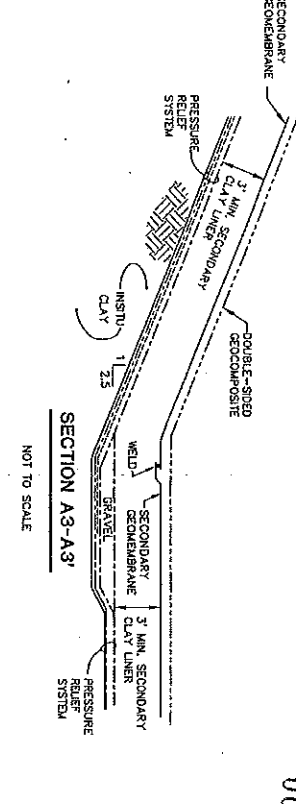 SECONDARY
GEOMEMBRANE
PRESSURE
RELIEF
SYSTEM
3' MIN. SECONDARY
CLAY LINER
DOUBLE-SIDED
GEOCOMPOSITE
INSITU
CLAY
1
2.5
WELD
SECONDARY
GEOMEMBRANE
GRAVEL
3' MIN. SECONDARY
CLAY LINER
PRESSURE
RELIEF
SYSTEM
SECTION A3-A3'
NOT TO SCALE